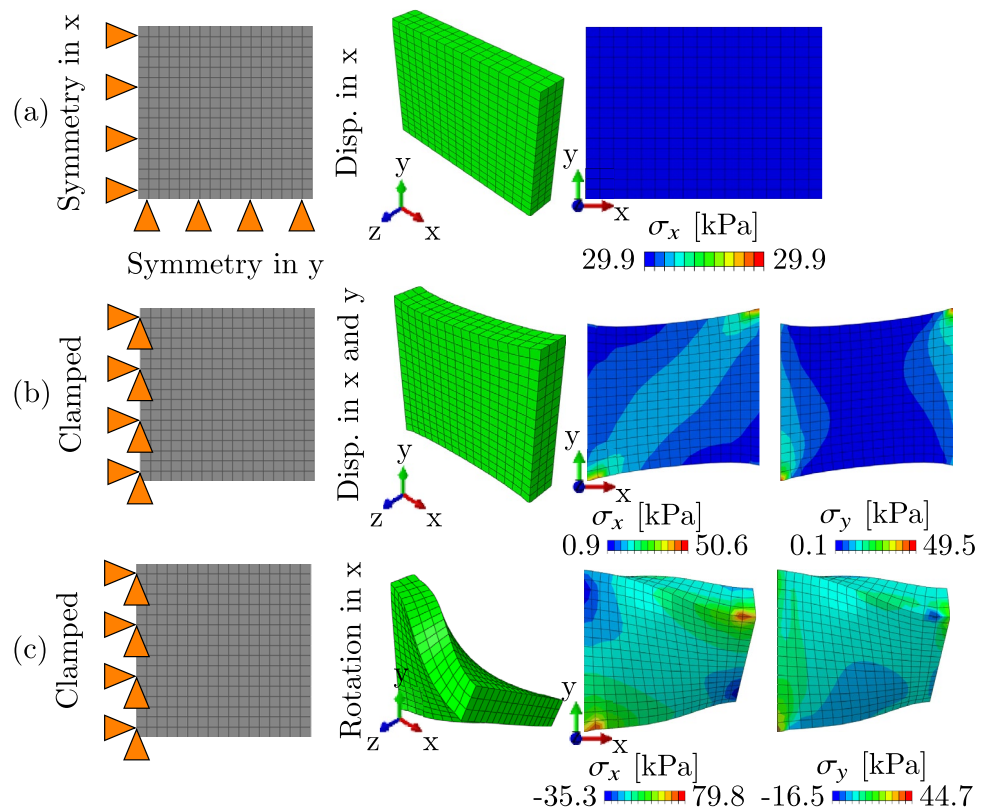 (a)
Symmetry in x
Symmetry in y
Disp. in x
y
z
x
y
x
σx [kPa]
29.9
29.9
(b)
Clamped
Disp. in x and y
y
z
x
y
x
σx [kPa]
0.9
50.6
σy [kPa]
0.1
49.5
(c)
Clamped
Rotation in x
y
z
x
y
x
σx [kPa]
-35.3
79.8
σy [kPa]
-16.5
44.7